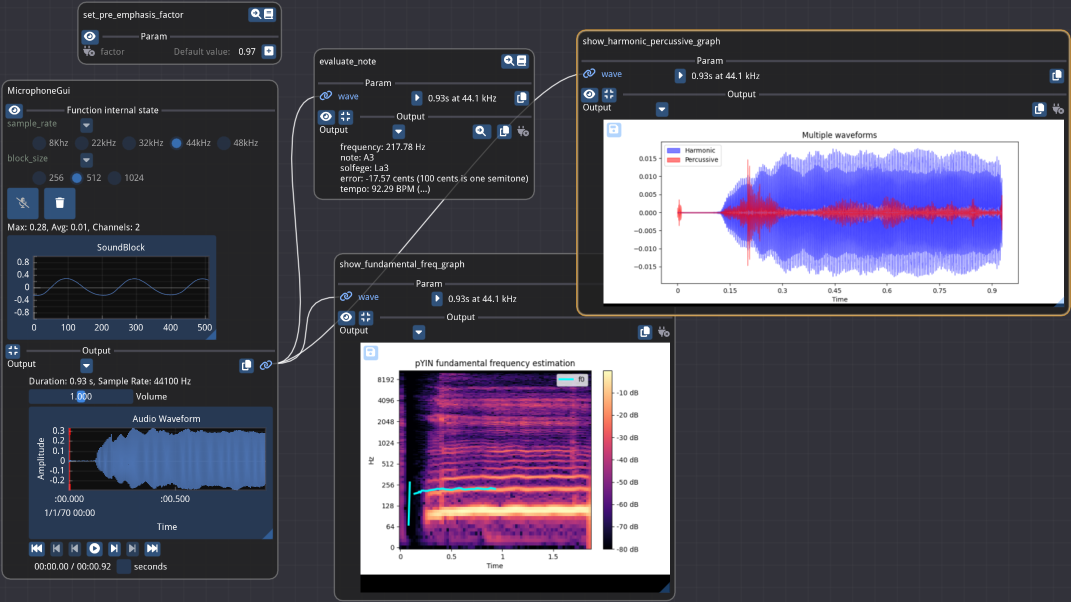 set_pre_emphasis_factor
Param
factor Default value: 0.97
MicrophoneGui
Function internal state
sample_rate
8Khz 22kHz 32kHz 44kHz 48kHz
block_size
256 512 1024
Max: 0.28, Avg: 0.01, Channels: 2
SoundBlock
0.8
0.4
0
-0.4
-0.8
0 100 200 300 400 500
Output
Output
Duration: 0.93 s, Sample Rate: 44100 Hz
1.000 Volume
Audio Waveform
Amplitude
0.3
0.2
0.1
0
-0.1
-0.2
:00.000 :00.500
1/1/70 00:00
Time
00:00.00 / 00:00.92 seconds
evaluate_note
Param
wave 0.93s at 44.1 kHz
Output
Output
frequency: 217.78 Hz
note: A3
solfege: La3
error: -17.57 cents (100 cents is one semitone)
tempo: 92.29 BPM (...)
show_fundamental_freq_graph
Param
wave 0.93s at 44.1 kHz
Output
Output
pYIN fundamental frequency estimation
f0
Hz
8192
4096
2048
1024
512
256
128
64
0
0 0.5 1 1.5
Time
-10 dB
-20 dB
-30 dB
-40 dB
-50 dB
-60 dB
-70 dB
-80 dB
show_harmonic_percussive_graph
Param
wave 0.93s at 44.1 kHz
Output
Output
Multiple waveforms
Harmonic
Percussive
0.015
0.010
0.005
0.000
−0.005
−0.010
−0.015
0 0.15 0.3 0.45 0.6 0.75 0.9
Time